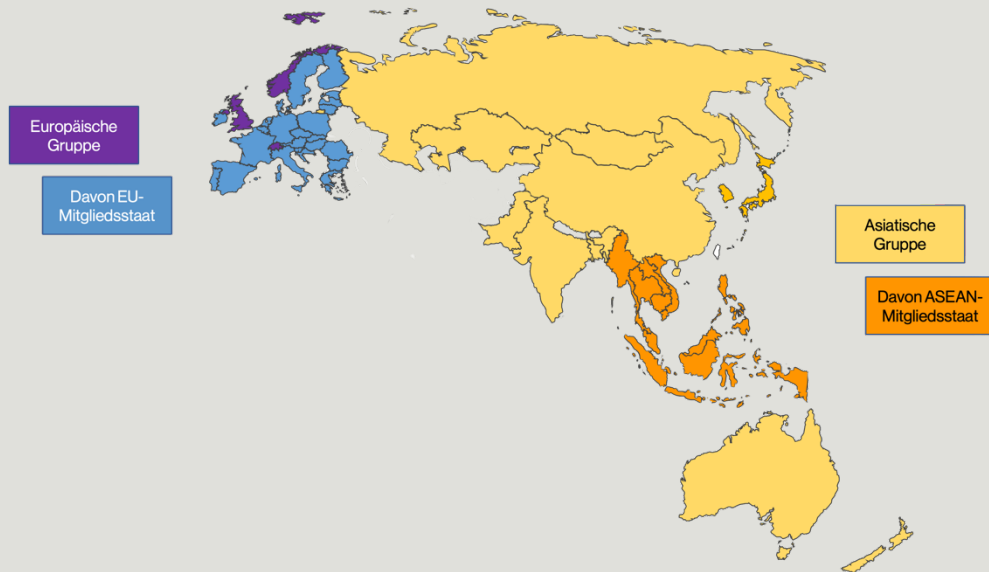 Europäische
Gruppe
Davon EU-
Mitgliedsstaat
Asiatische
Gruppe
Davon ASEAN-
Mitgliedsstaat